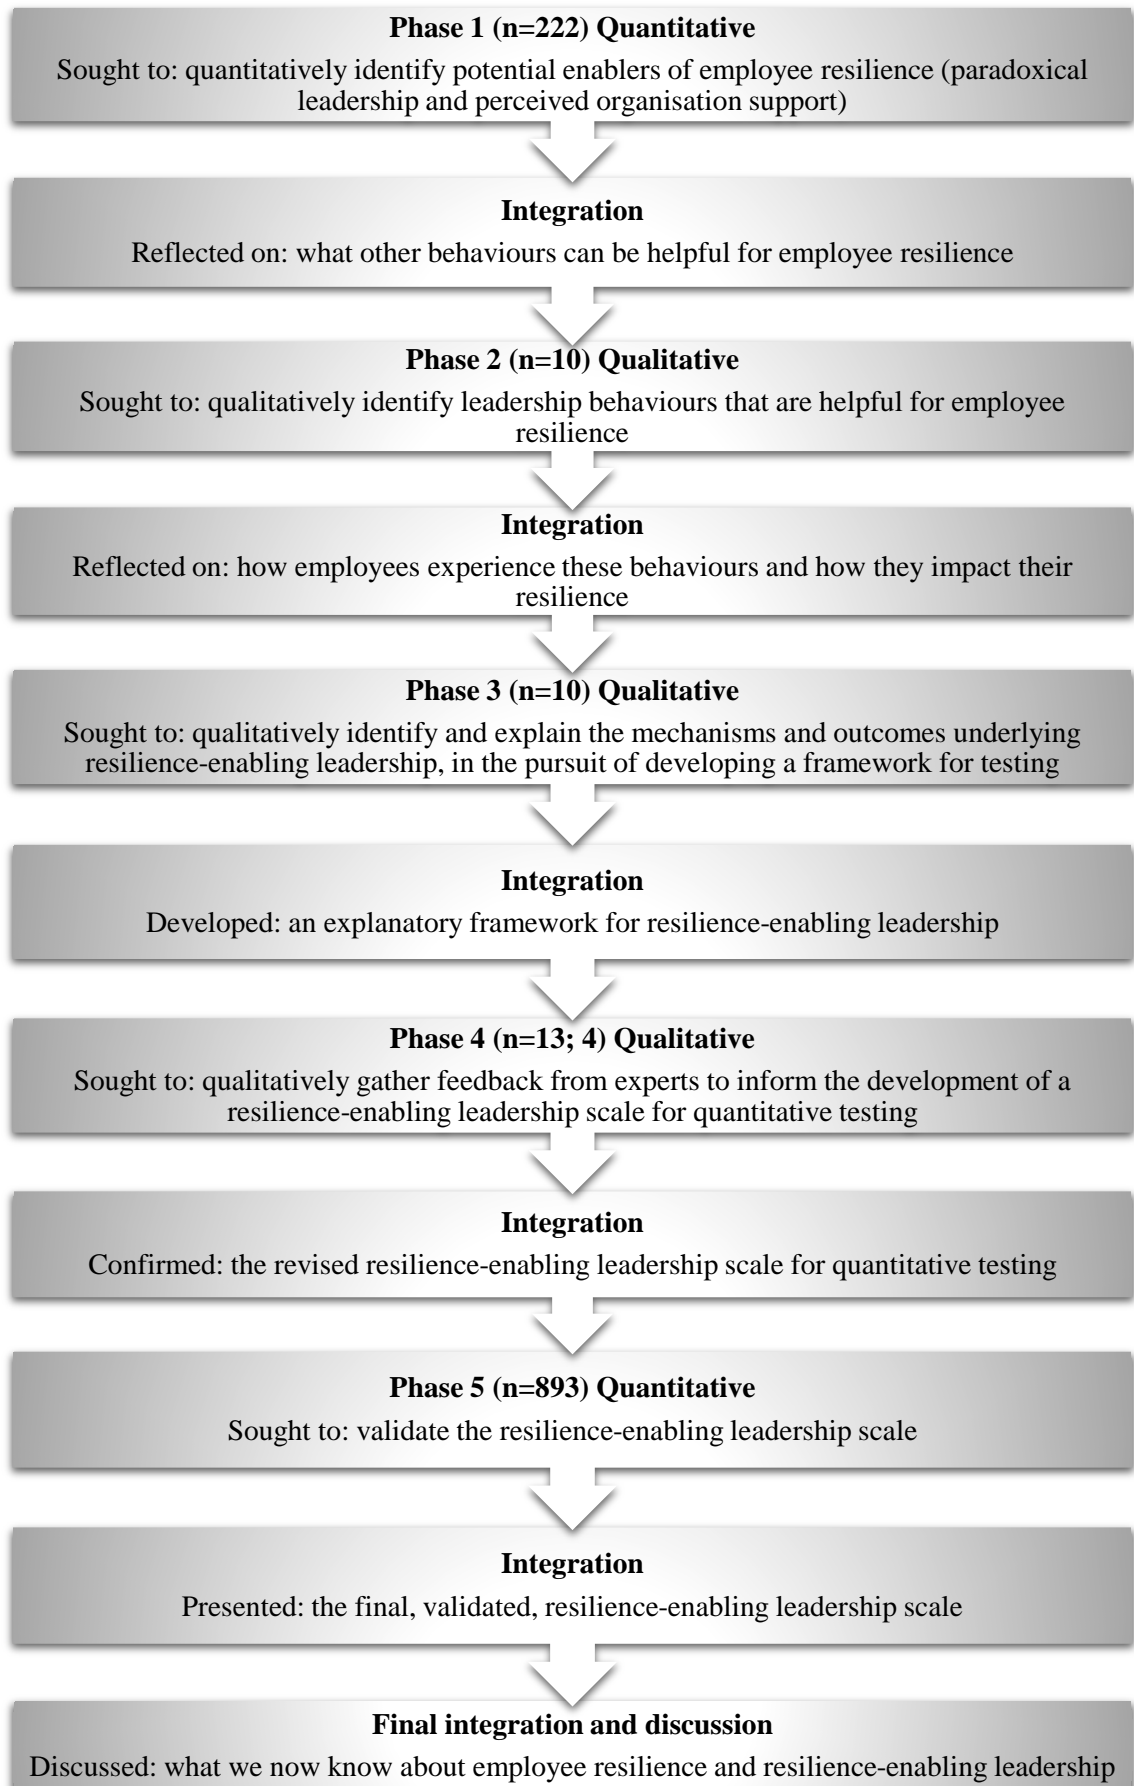 Phase 1 (n=222) Quantitative
Sought to: quantitatively identify potential enablers of employee resilience (paradoxical
leadership and perceived organisation support)
Integration
Reflected on: what other behaviours can be helpful for employee resilience
Phase 2 (n=10) Qualitative
Sought to: qualitatively identify leadership behaviours that are helpful for employee
resilience
Integration
Reflected on: how employees experience these behaviours and how they impact their
resilience
Phase 3 (n=10) Qualitative
Sought to: qualitatively identify and explain the mechanisms and outcomes underlying
resilience-enabling leadership, in the pursuit of developing a framework for testing
Integration
Developed: an explanatory framework for resilience-enabling leadership
Phase 4 (n=13; 4) Qualitative
Sought to: qualitatively gather feedback from experts to inform the development of a
resilience-enabling leadership scale for quantitative testing
Integration
Confirmed: the revised resilience-enabling leadership scale for quantitative testing
Phase 5 (n=893) Quantitative
Sought to: validate the resilience-enabling leadership scale
Integration
Presented: the final, validated, resilience-enabling leadership scale
Final integration and discussion
Discussed: what we now know about employee resilience and resilience-enabling leadership